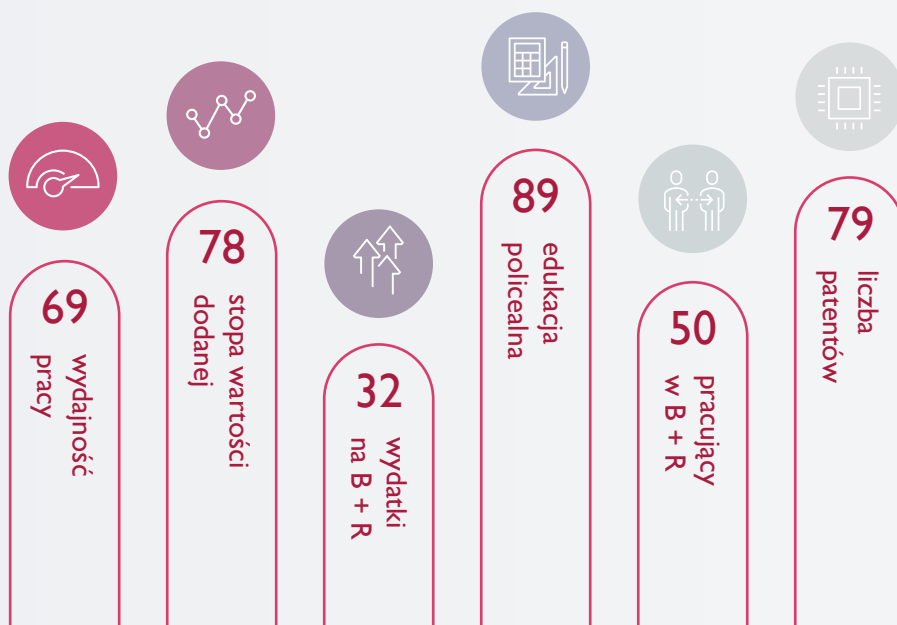 69
wydajność
pracy
78
stopa wartości
dodanej
32
wydatki
na B + R
89
edukacja
policealna
50
pracujący
w B + R
79
liczba
patentów